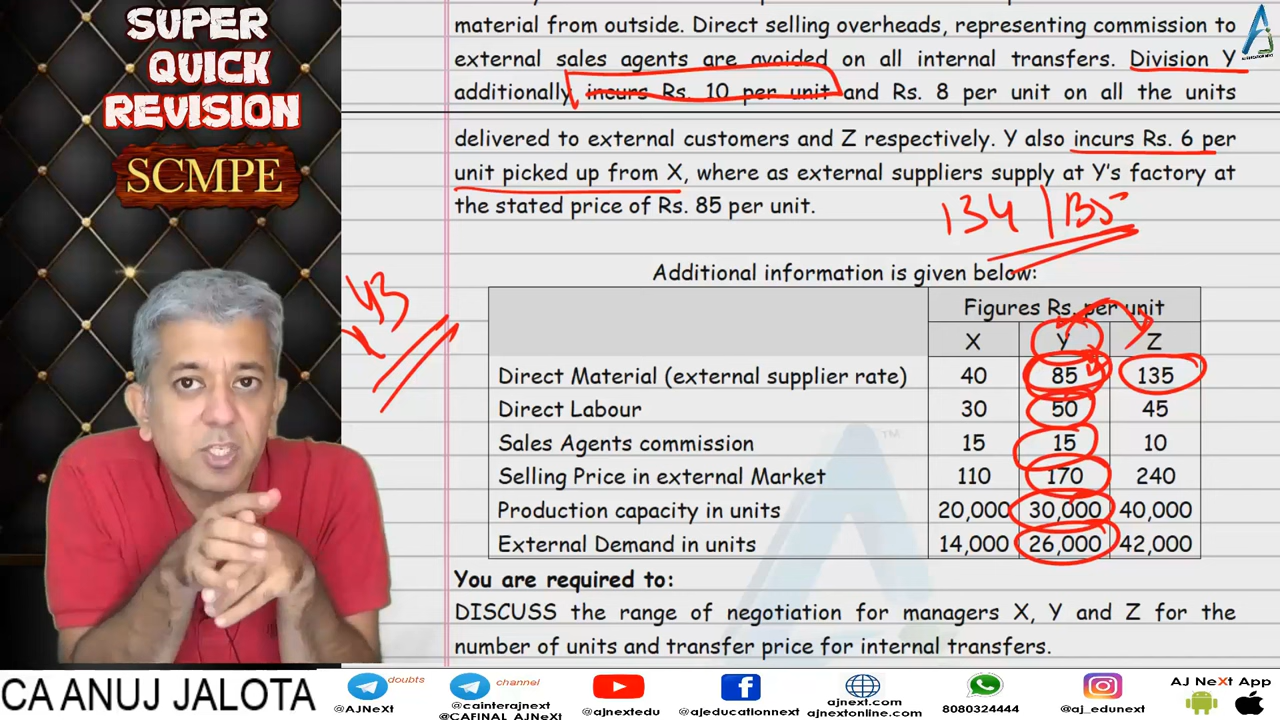 SUPER
QUICK
REVISION
SCMPE
material from outside. Direct selling overheads, representing commission to
external sales agents are avoided on all internal transfers. Division Y
additionally incurs Rs. 10 per unit and Rs. 8 per unit on all the units
delivered to external customers and Z respectively. Y also incurs Rs. 6 per
unit picked up from X, where as external suppliers supply at Y's factory at
the stated price of Rs. 85 per unit.
134 | 135
43
Additional information is given below:
Figures Rs. per unit
X Y Z
Direct Material (external supplier rate) 40 85 135
Direct Labour 30 50 45
Sales Agents commission 15 15 10
Selling Price in external Market 110 170 240
Production capacity in units 20,000 30,000 40,000
External Demand in units 14,000 26,000 42,000
You are required to:
DISCUSS the range of negotiation for managers X, Y and Z for the
number of units and transfer price for internal transfers.
CA ANUJ JALOTA
doubts
@AJNeXt
channel
@cainterajnext
@CAFINAL_AJNeXt
@ajnextedu
@ajeducationnext
ajnext.com
ajnextonline.com
8080324444
@aj_edunext
AJ NeXt App